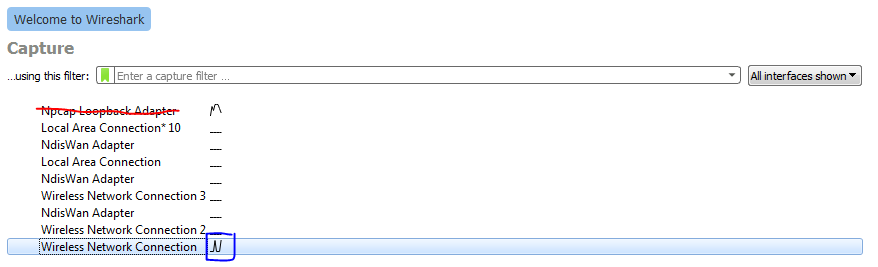 Welcome to Wireshark
Capture
...using this filter: Enter a capture filter ... All interfaces shown
Npcap Loopback Adapter
Local Area Connection* 10
NdisWan Adapter
Local Area Connection
NdisWan Adapter
Wireless Network Connection 3
NdisWan Adapter
Wireless Network Connection 2
Wireless Network Connection